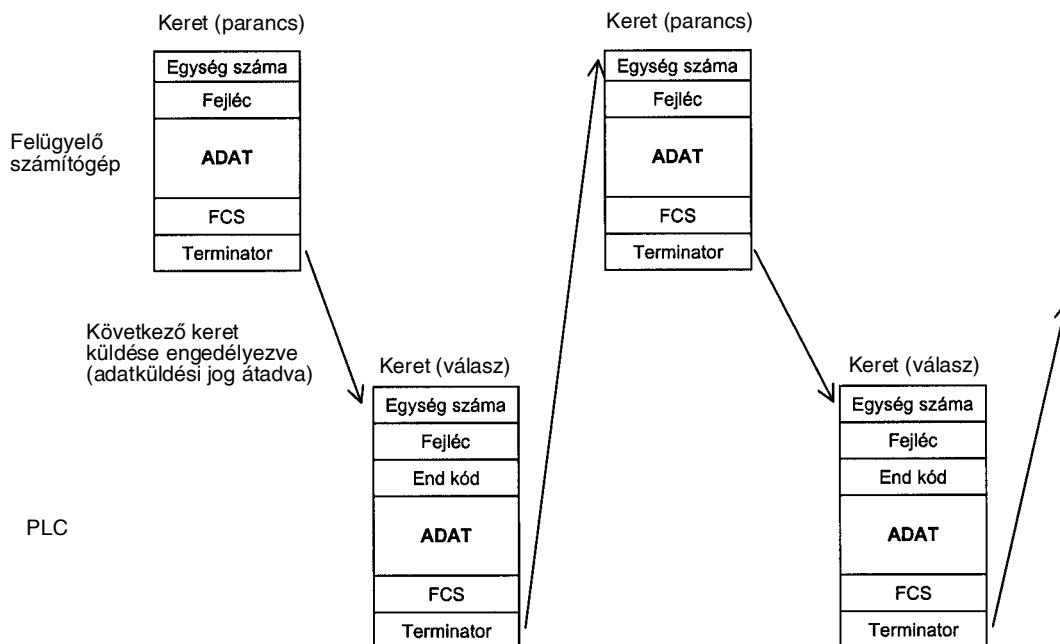 Keret (parancs)
Egység száma
Fejléc
ADAT
FCS
Terminator
Felügyelő
számítógép
Következő keret
küldése engedélyezve
(adatküldési jog átadva)
Keret (válasz)
Egység száma
Fejléc
End kód
ADAT
FCS
Terminator
PLC
Keret (parancs)
Egység száma
Fejléc
ADAT
FCS
Terminator
Keret (válasz)
Egység száma
Fejléc
End kód
ADAT
FCS
Terminator